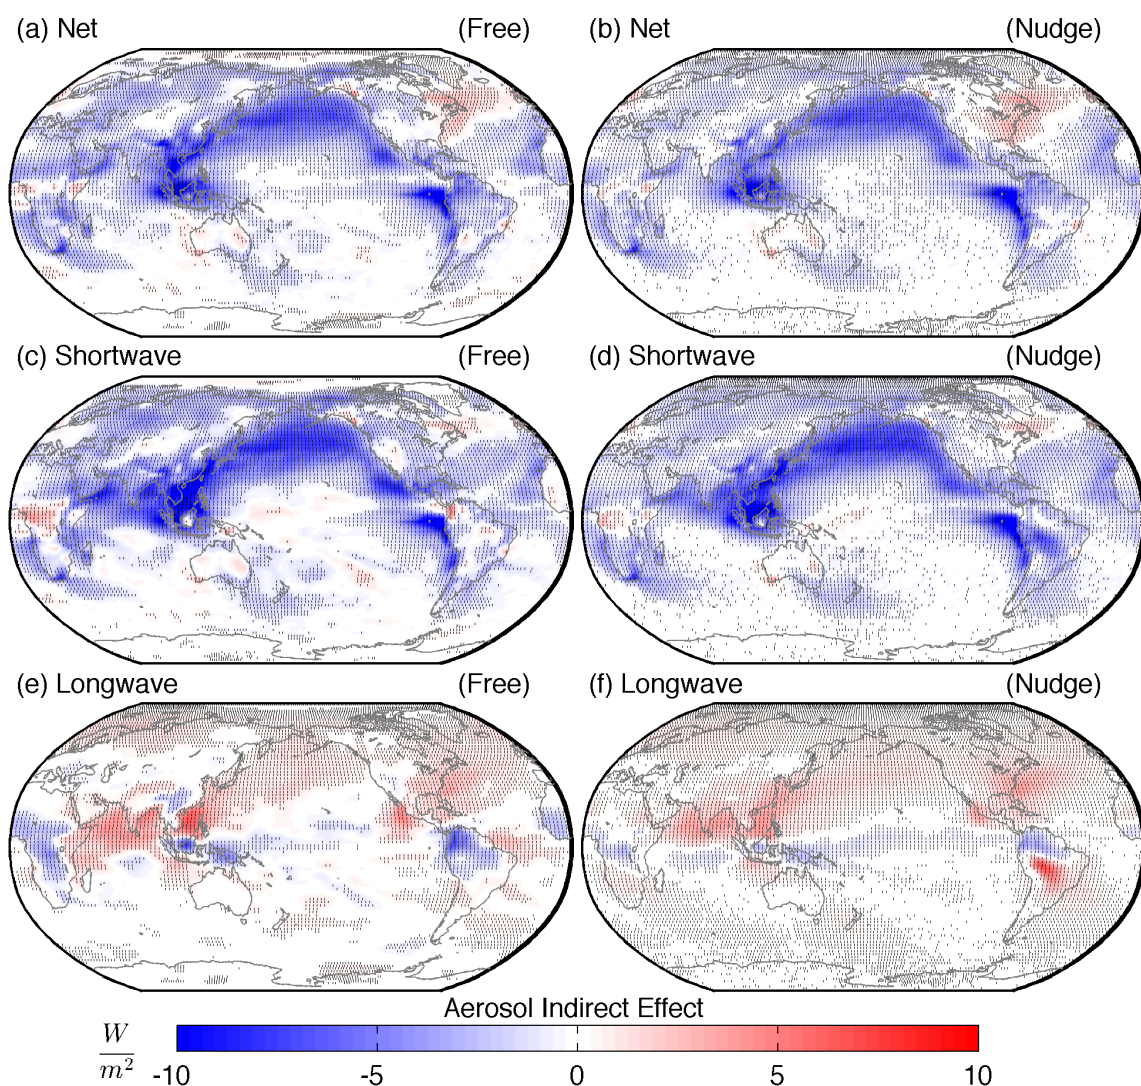 (a) Net (Free) (b) Net (Nudge)
(c) Shortwave (Free) (d) Shortwave (Nudge)
(e) Longwave (Free) (f) Longwave (Nudge)
Aerosol Indirect Effect
W
m²
-10 -5 0 5 10